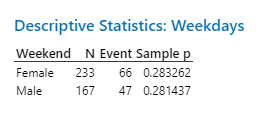 Descriptive Statistics: Weekdays
Weekend N Event Sample p
Female 233 66 0.283262
Male 167 47 0.281437